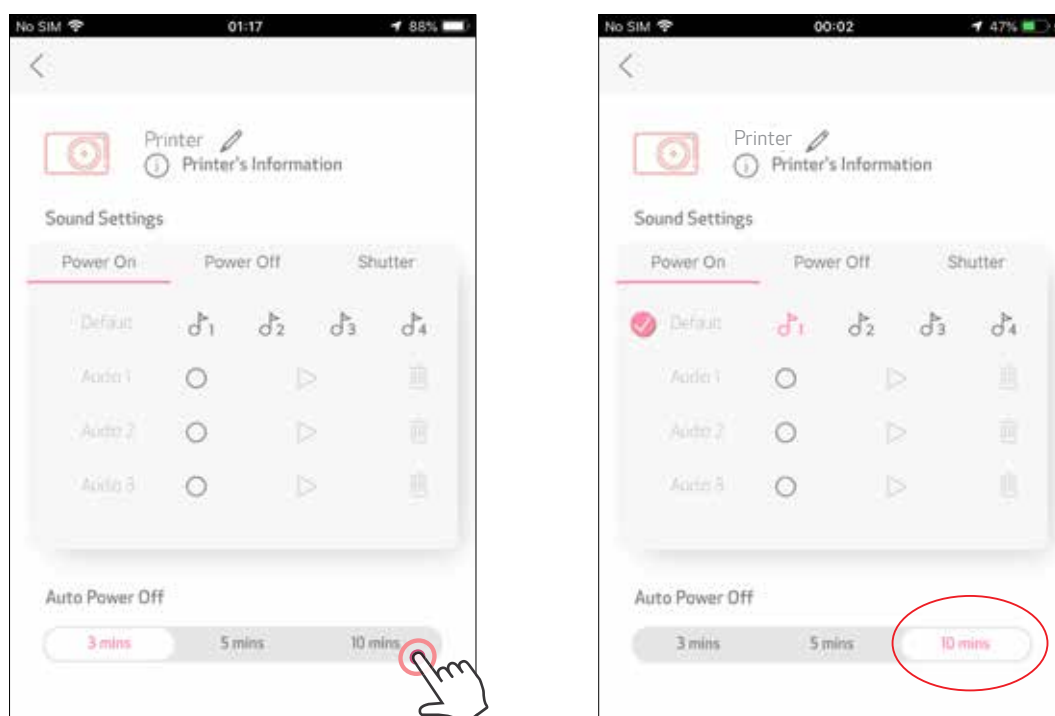 No SIM 01:17 88%
Printer
Printer's Information
Sound Settings
Power On Power Off Shutter
Default 1 2 3 4
Audio 1
Audio 2
Audio 3
Auto Power Off
3 mins 5 mins 10 mins
No SIM 00:02 47%
Printer
Printer's Information
Sound Settings
Power On Power Off Shutter
Default 1 2 3 4
Audio 1
Audio 2
Audio 3
Auto Power Off
3 mins 5 mins 10 mins